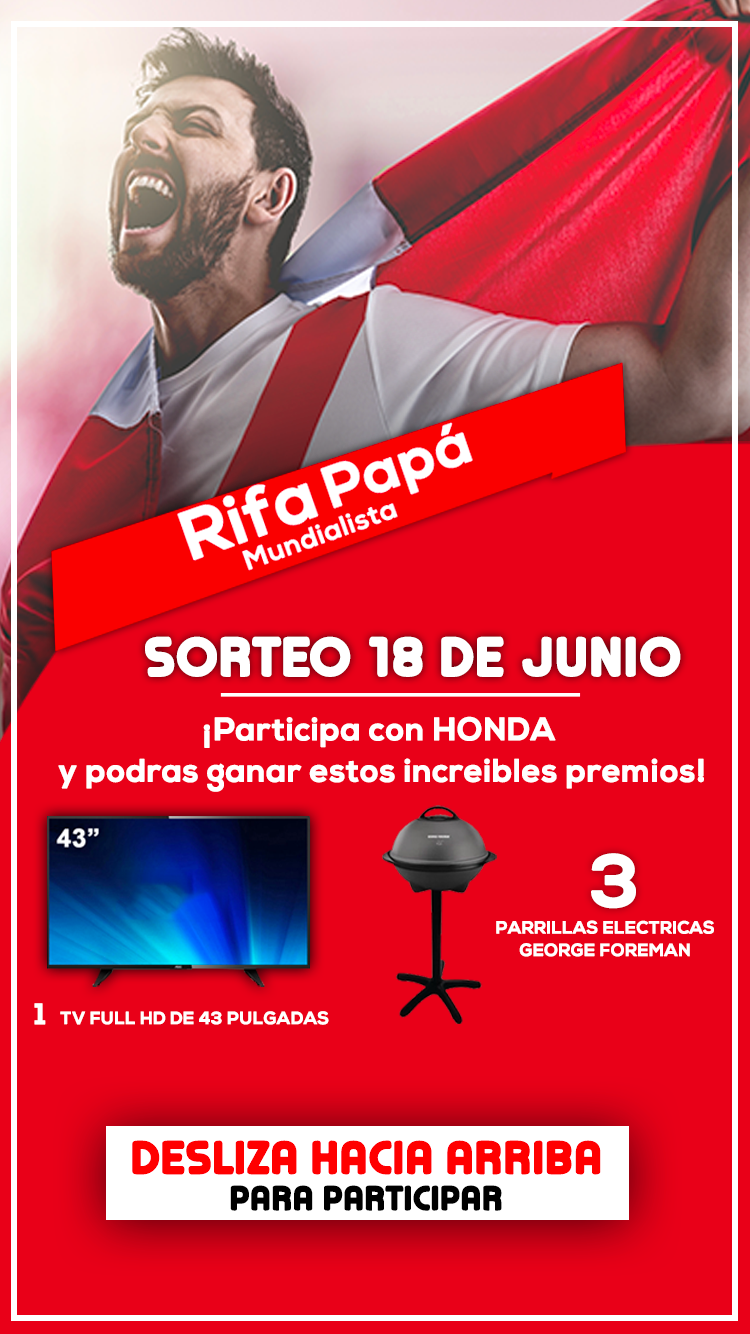 Rifa Papá
Mundialista
SORTEO 18 DE JUNIO
¡Participa con HONDA
y podras ganar estos increibles premios!
43”
3
PARRILLAS ELECTRICAS
GEORGE FOREMAN
1 TV FULL HD DE 43 PULGADAS
DESLIZA HACIA ARRIBA
PARA PARTICIPAR